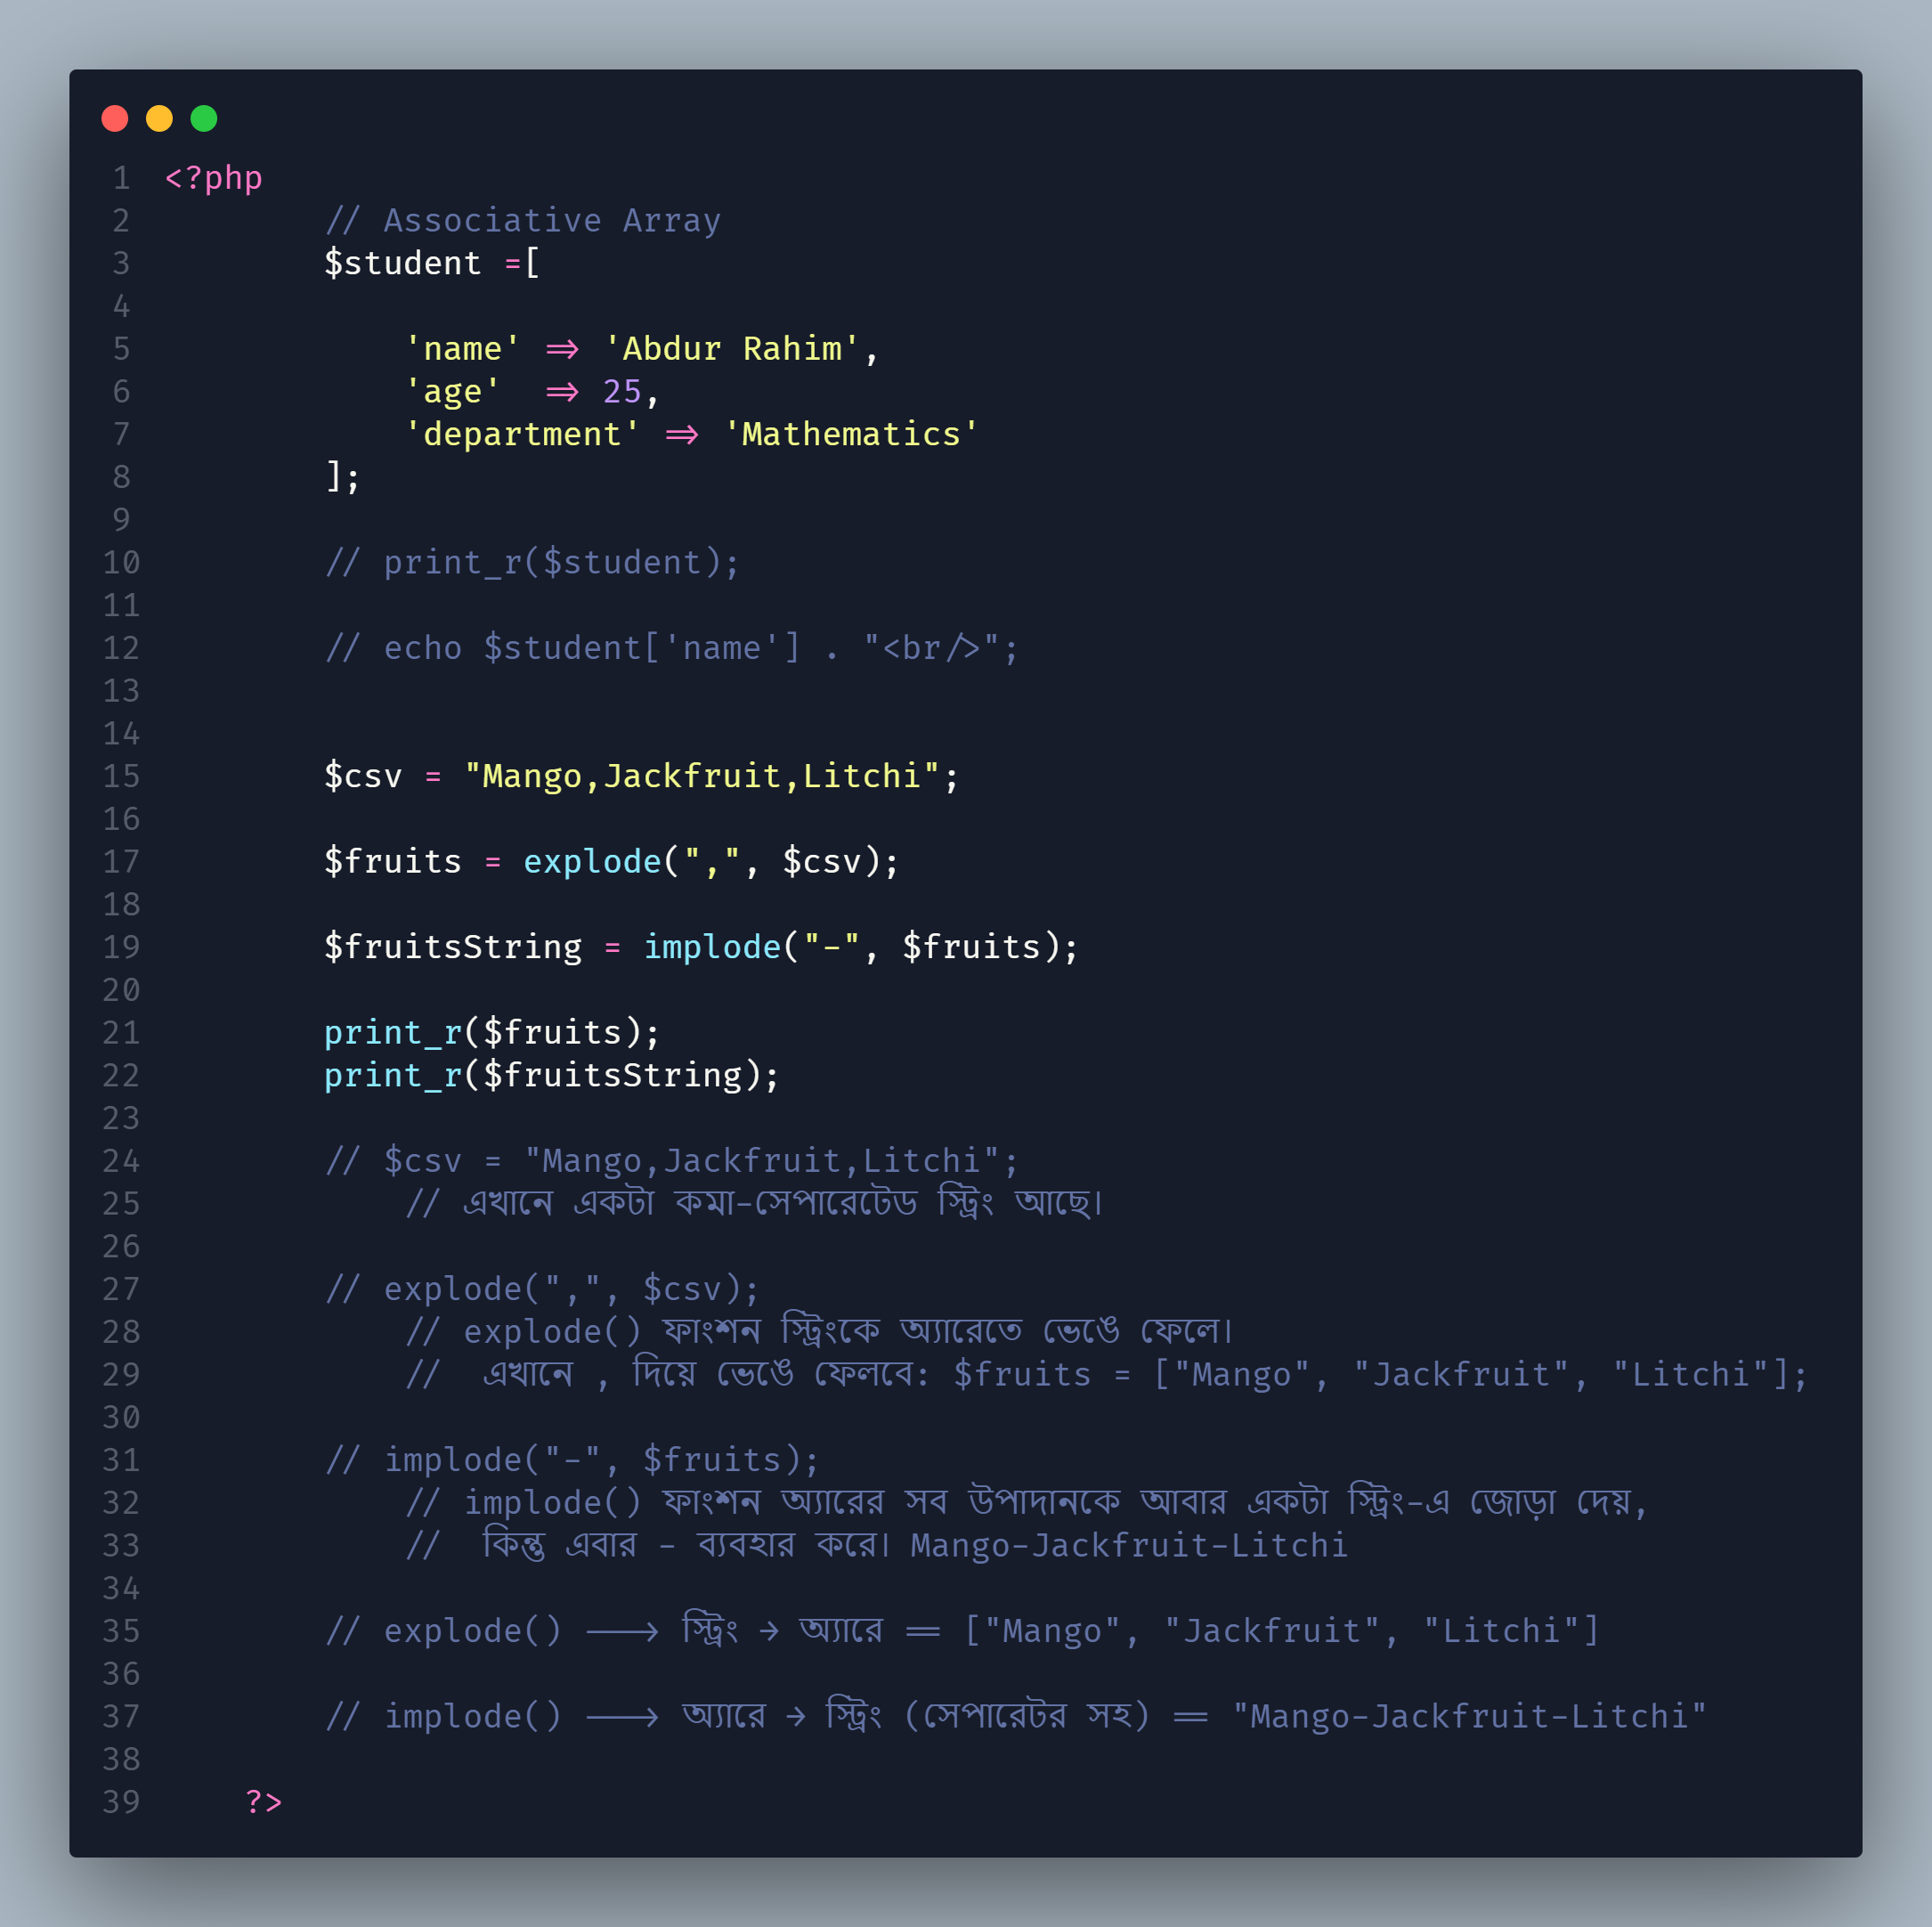 1 <?php
2 // Associative Array
3 $student =[
4
5 'name' => 'Abdur Rahim',
6 'age'  => 25,
7 'department' => 'Mathematics'
8 ];
9
10 // print_r($student);
11
12 // echo $student['name'] . "<br/>";
13
14
15 $csv = "Mango,Jackfruit,Litchi";
16
17 $fruits = explode(",", $csv);
18
19 $fruitsString = implode("-", $fruits);
20
21 print_r($fruits);
22 print_r($fruitsString);
23
24 // $csv = "Mango,Jackfruit,Litchi";
25 // এখানে একটা কমা-সেপারেটেড স্ট্রিং আছে।
26
27 // explode(",", $csv);
28 // explode() ফাংশন স্ট্রিংকে অ্যারেতে ভেঙে ফেলে।
29 //  এখানে , দিয়ে ভেঙে ফেলবে: $fruits = ["Mango", "Jackfruit", "Litchi"];
30
31 // implode("-", $fruits);
32 // implode() ফাংশন অ্যারের সব উপাদানকে আবার একটা স্ট্রিং-এ জোড়া দেয়,
33 //  কিন্তু এবার - ব্যবহার করে। Mango-Jackfruit-Litchi
34
35 // explode() ---> স্ট্রিং → অ্যারে == ["Mango", "Jackfruit", "Litchi"]
36
37 // implode() ---> অ্যারে → স্ট্রিং (সেপারেটর সহ) == "Mango-Jackfruit-Litchi"
38
39 ?>